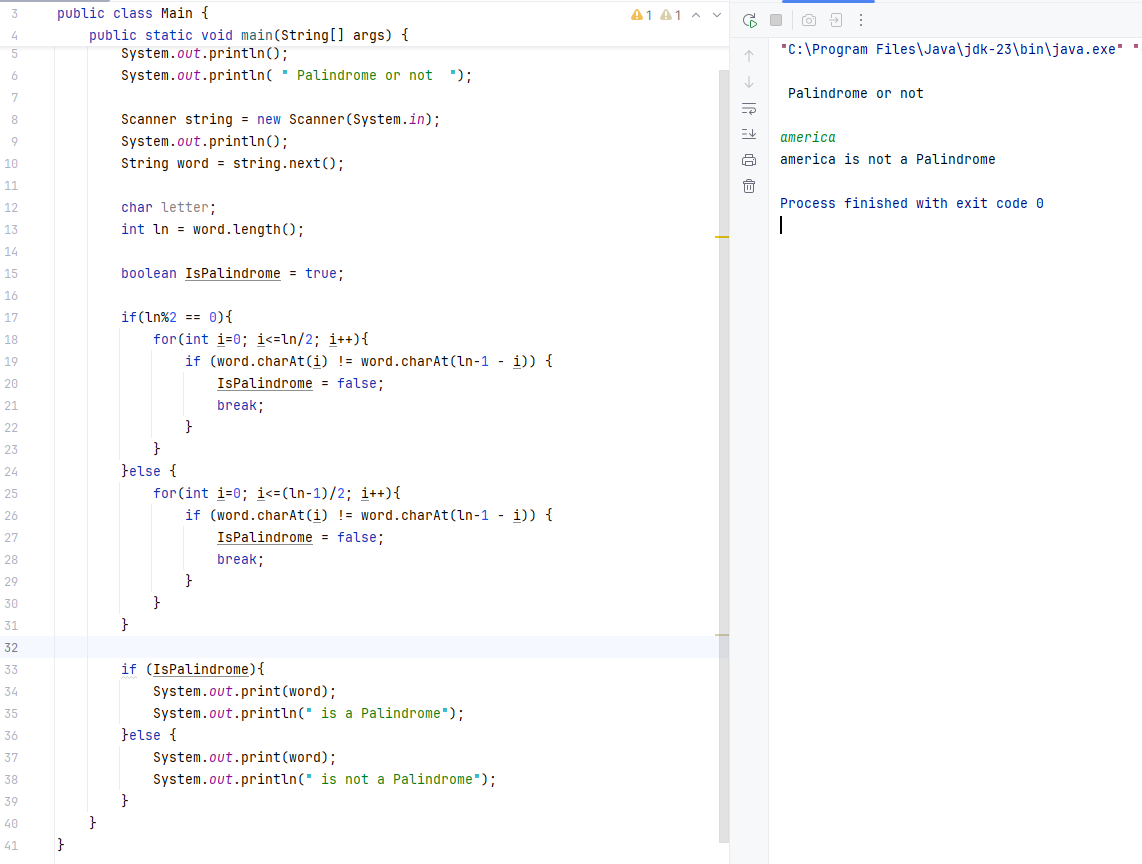 3 public class Main {
4     public static void main(String[] args) {
5         System.out.println();
6         System.out.println( " Palindrome or not  ");
7
8         Scanner string = new Scanner(System.in);
9         System.out.println();
10         String word = string.next();
11
12         char letter;
13         int ln = word.length();
14
15         boolean IsPalindrome = true;
16
17         if(ln%2 == 0){
18             for(int i=0; i<=ln/2; i++){
19                 if (word.charAt(i) != word.charAt(ln-1 - i)) {
20                     IsPalindrome = false;
21                     break;
22                 }
23             }
24         }else {
25             for(int i=0; i<=(ln-1)/2; i++){
26                 if (word.charAt(i) != word.charAt(ln-1 - i)) {
27                     IsPalindrome = false;
28                     break;
29                 }
30             }
31         }
32
33         if (IsPalindrome){
34             System.out.print(word);
35             System.out.println(" is a Palindrome");
36         }else {
37             System.out.print(word);
38             System.out.println(" is not a Palindrome");
39         }
40     }
41 }
1 1
"C:\Program Files\Java\jdk-23\bin\java.exe" "
 Palindrome or not
america
america is not a Palindrome
Process finished with exit code 0